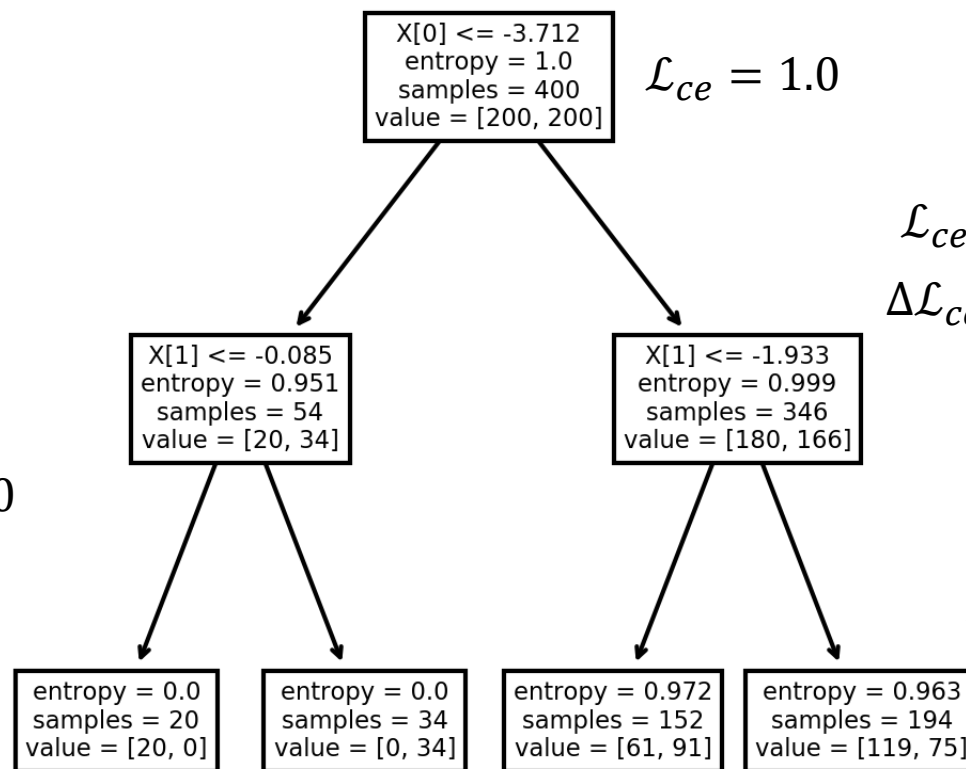 X[0] <= -3.712
entropy = 1.0
samples = 400
value = [200, 200]
ℒce = 1.0
ℒce
Δℒce
X[1] <= -0.085
entropy = 0.951
samples = 54
value = [20, 34]
X[1] <= -1.933
entropy = 0.999
samples = 346
value = [180, 166]
0
entropy = 0.0
samples = 20
value = [20, 0]
entropy = 0.0
samples = 34
value = [0, 34]
entropy = 0.972
samples = 152
value = [61, 91]
entropy = 0.963
samples = 194
value = [119, 75]